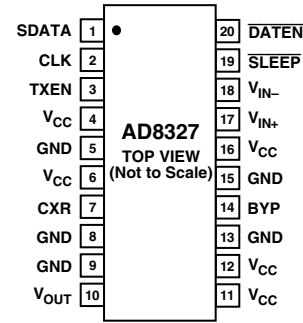 SDATA 1
CLK 2
TXEN 3
VCC 4
GND 5
VCC 6
CXR 7
GND 8
GND 9
VOUT 10
AD8327
TOP VIEW
(Not to Scale)
20 DATEN
19 SLEEP
18 VIN–
17 VIN+
16 VCC
15 GND
14 BYP
13 GND
12 VCC
11 VCC